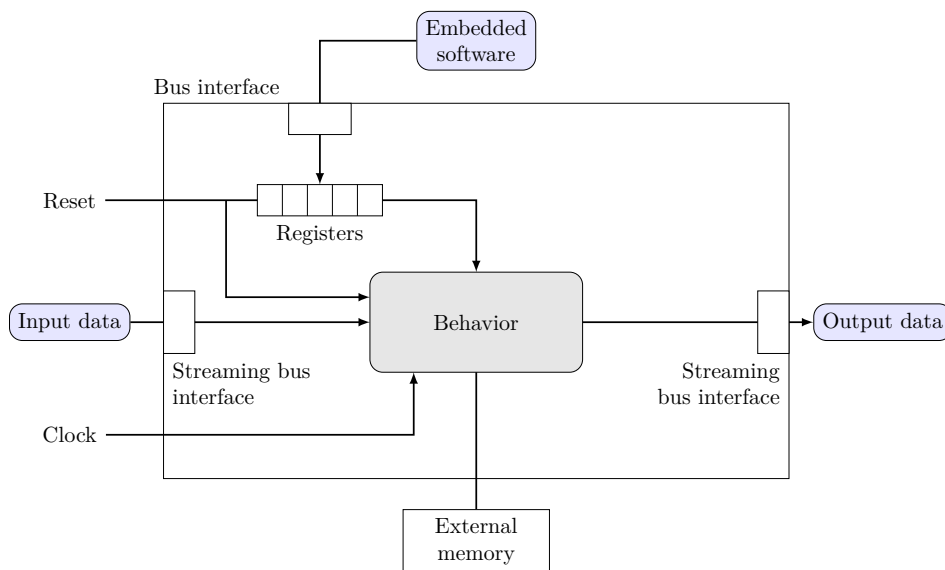 Embedded
software
Bus interface
Reset
Registers
Input data
Behavior
Output data
Streaming bus
interface
Streaming
bus interface
Clock
External
memory